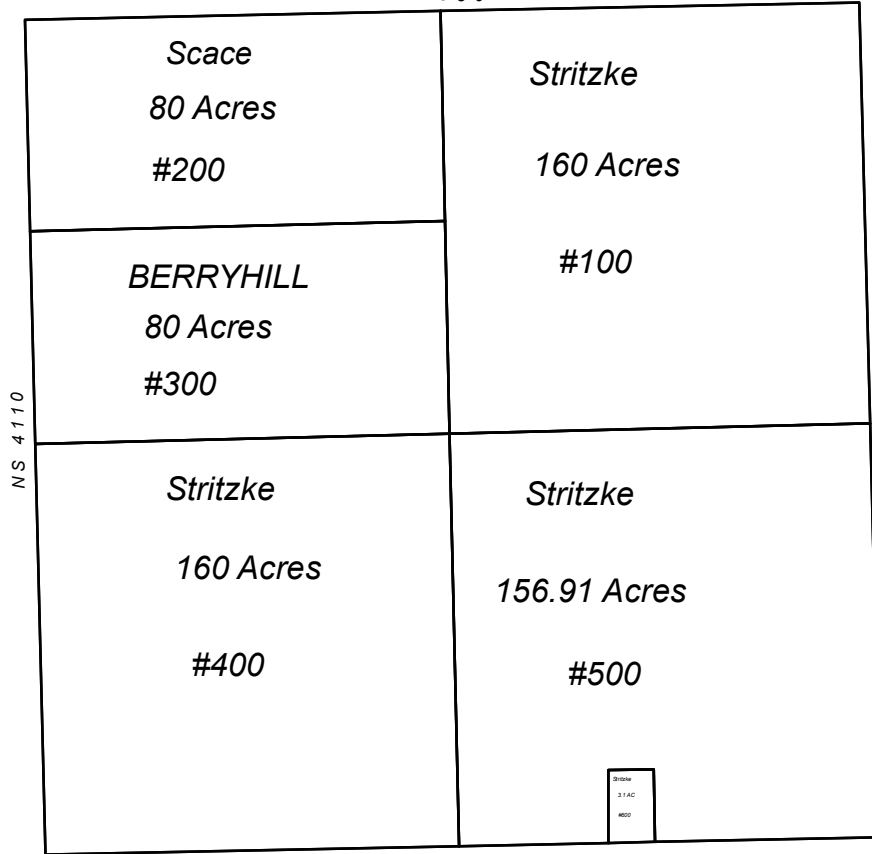 Scace
80 Acres
#200
Stritzke
160 Acres
#100
BERRYHILL
80 Acres
#300
NS 4110
Stritzke
160 Acres
#400
Stritzke
156.91 Acres
#500
Stritzke
3.1 AC
#600